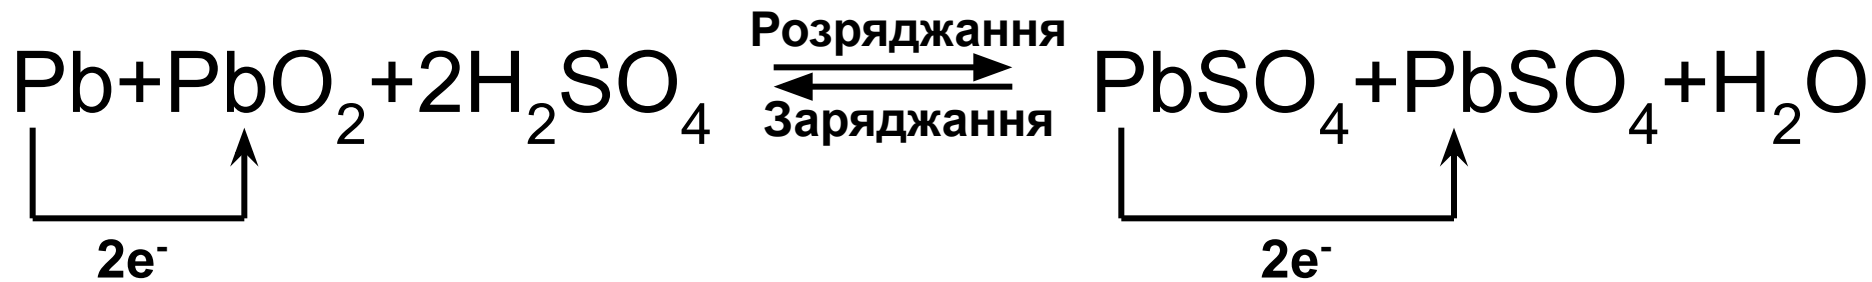 Розряджання
Pb+PbO₂+2H₂SO₄ ⇄ PbSO₄+PbSO₄+H₂O
Заряджання
2e⁻ 2e⁻